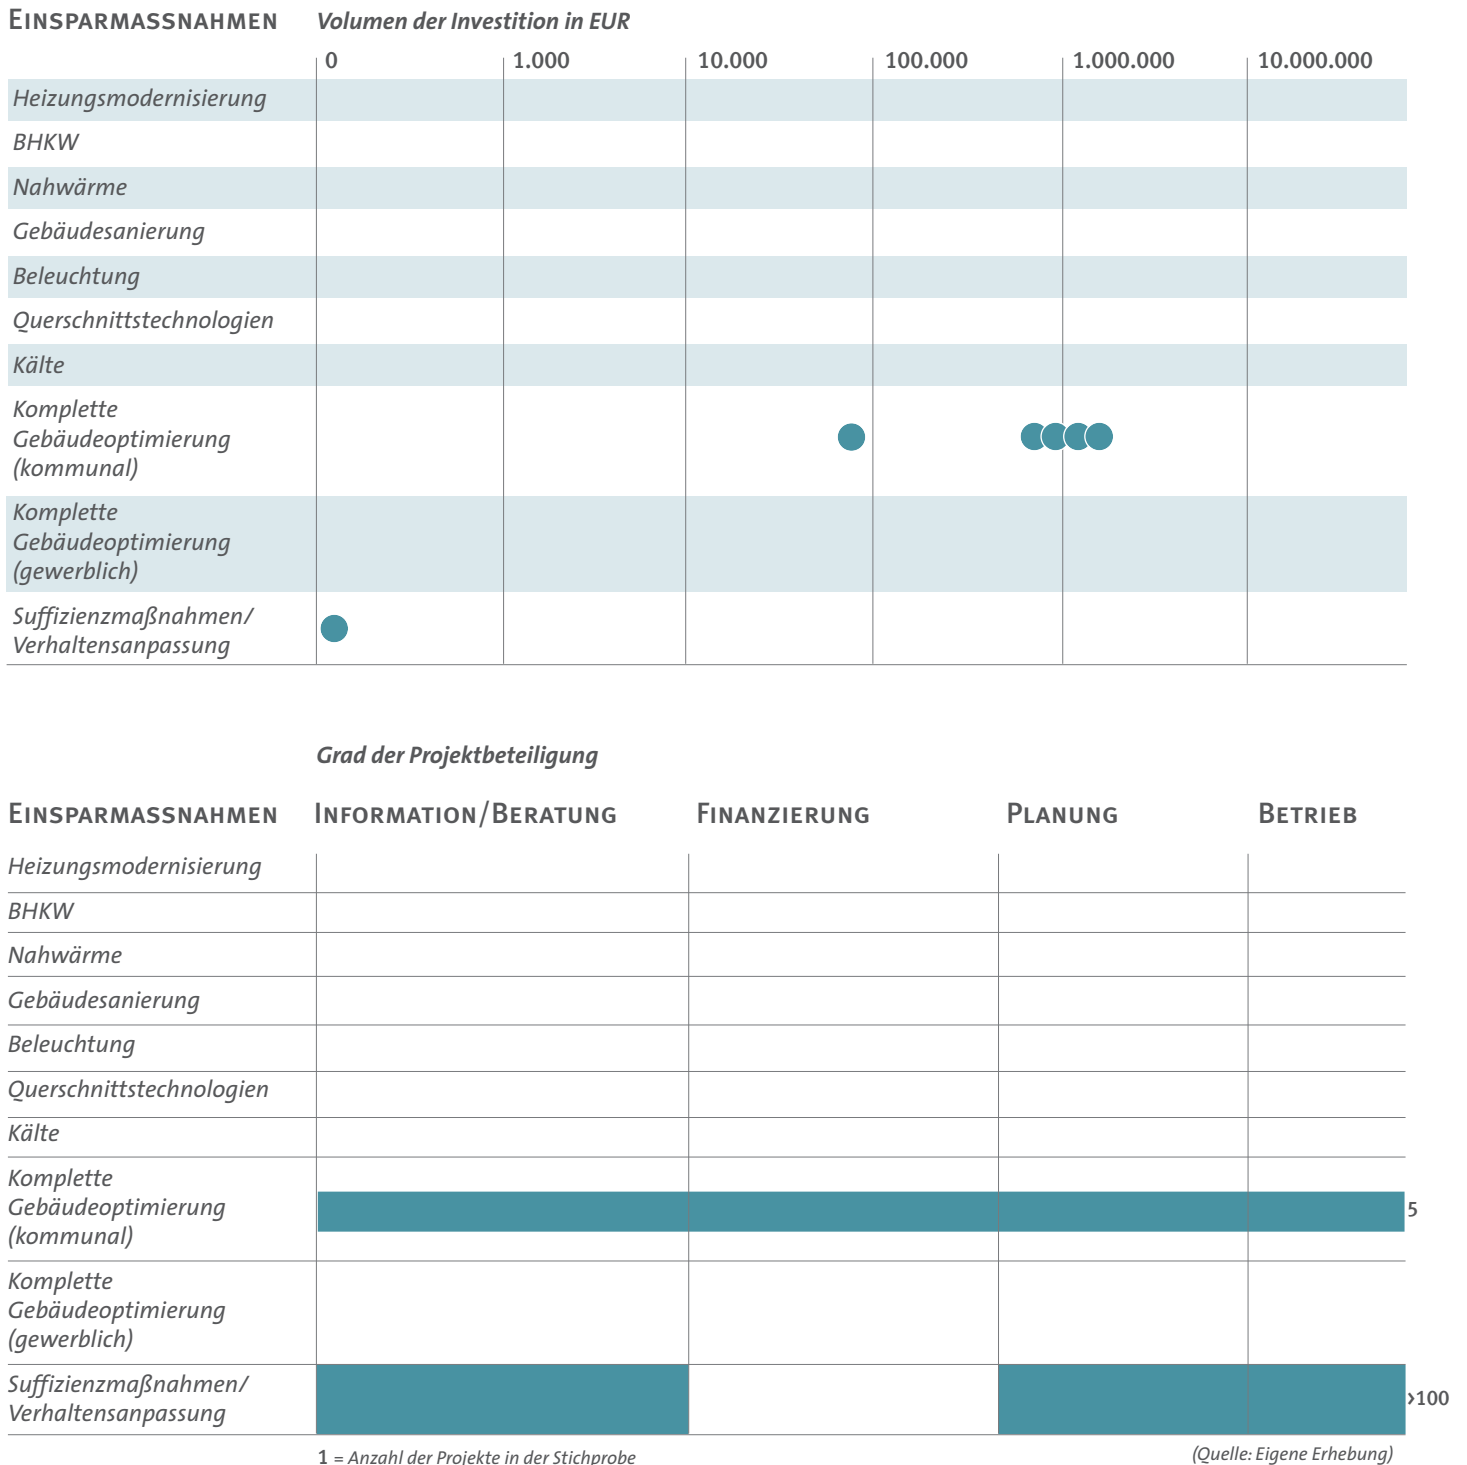 EINSPARMASSNAHMEN Volumen der Investition in EUR
0 1.000 10.000 100.000 1.000.000 10.000.000
Heizungsmodernisierung
BHKW
Nahwärme
Gebäudesanierung
Beleuchtung
Querschnittstechnologien
Kälte
Komplette
Gebäudeoptimierung
(kommunal)
Komplette
Gebäudeoptimierung
(gewerblich)
Suffizienzmaßnahmen/
Verhaltensanpassung
Grad der Projektbeteiligung
EINSPARMASSNAHMEN INFORMATION/BERATUNG FINANZIERUNG PLANUNG BETRIEB
Heizungsmodernisierung
BHKW
Nahwärme
Gebäudesanierung
Beleuchtung
Querschnittstechnologien
Kälte
Komplette
Gebäudeoptimierung 5
(kommunal)
Komplette
Gebäudeoptimierung
(gewerblich)
Suffizienzmaßnahmen/
Verhaltensanpassung >100
1 = Anzahl der Projekte in der Stichprobe (Quelle: Eigene Erhebung)